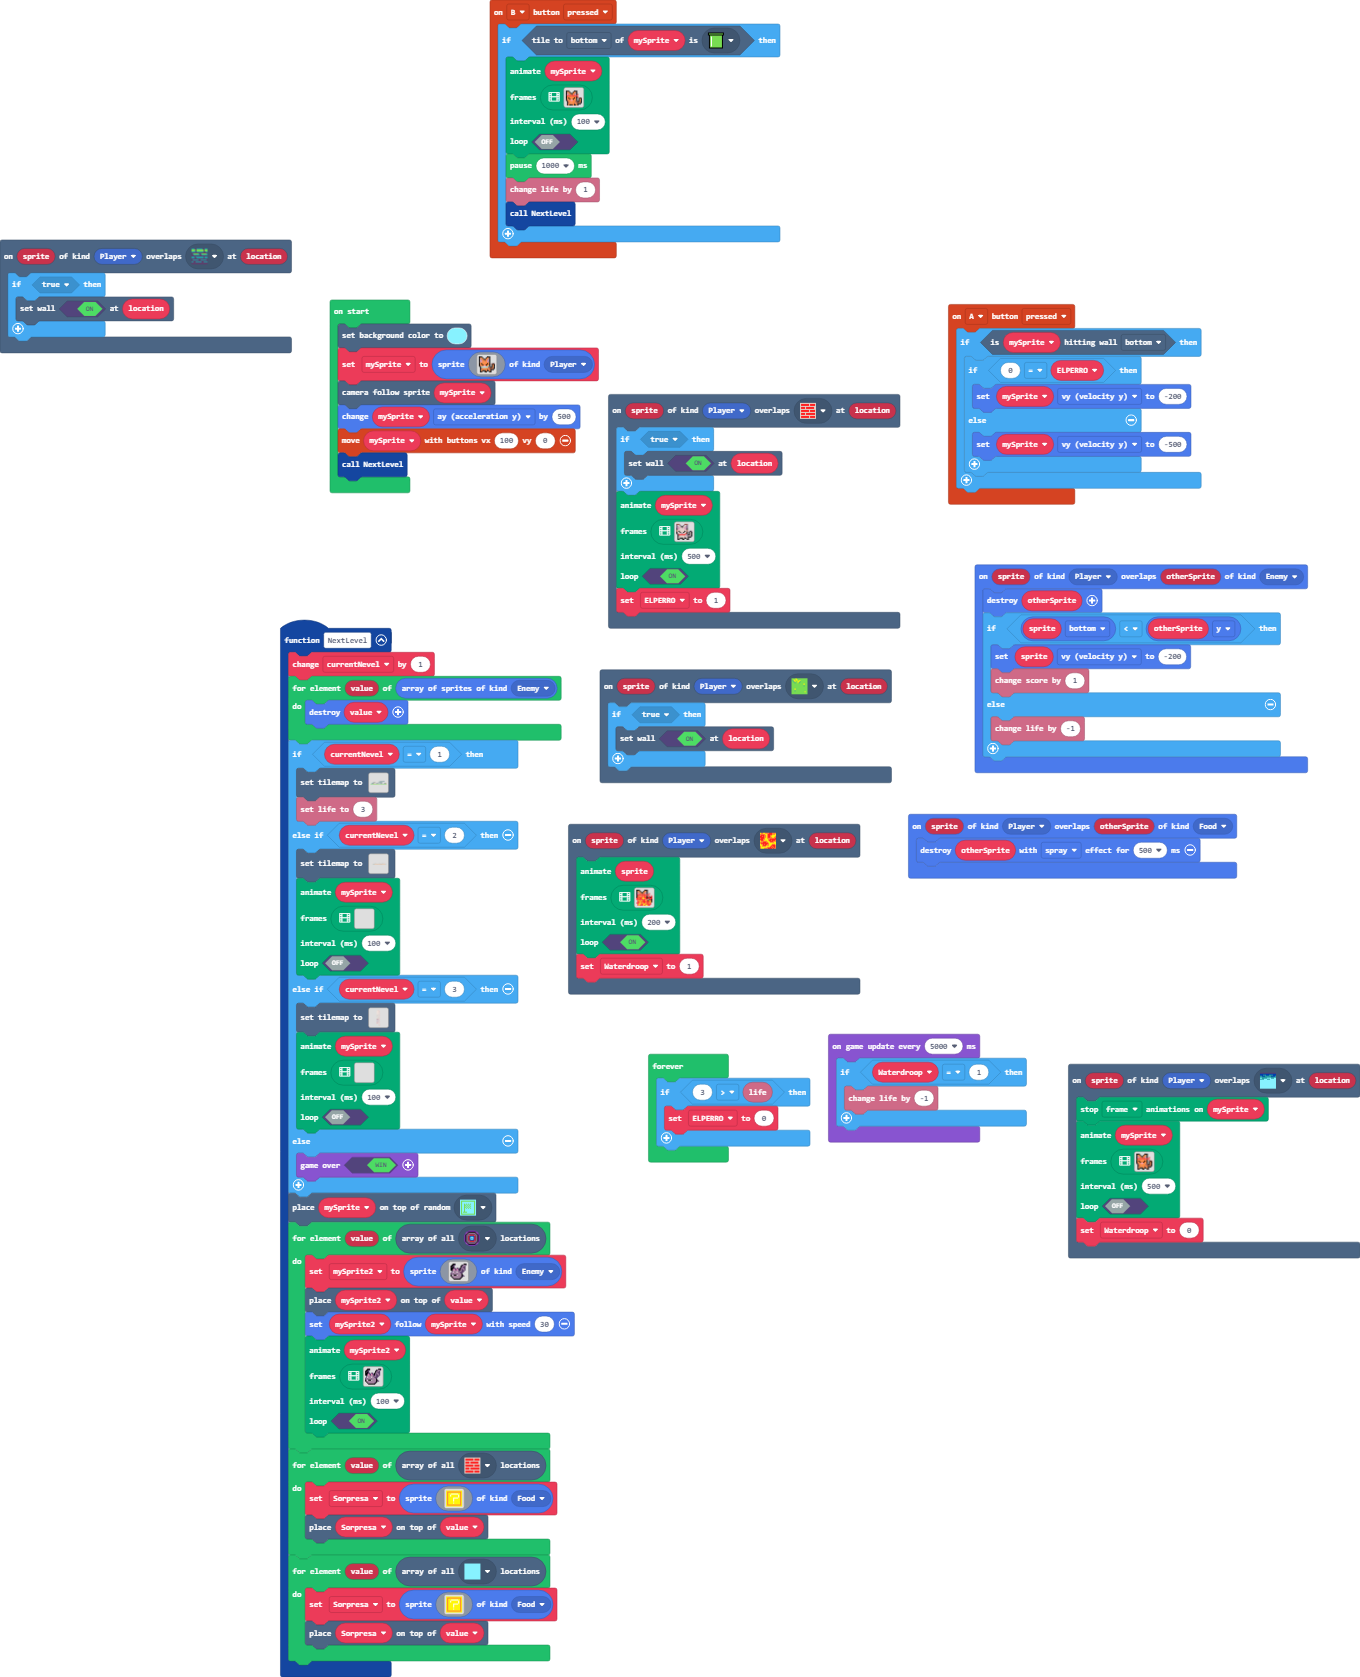 on B button pressed
if tile to bottom of mySprite is then
animate mySprite
frames
interval (ms) 100
loop OFF
pause 1000 ms
change life by 1
call NextLevel
on sprite of kind Player overlaps at location
if true then
set wall ON at location
on start
set background color to
set mySprite to sprite of kind Player
camera follow sprite mySprite
change mySprite ay (acceleration y) by 500
move mySprite with buttons vx 100 vy 0
call NextLevel
on A button pressed
if is mySprite hitting wall bottom then
if 0 = ELPERRO then
set mySprite vy (velocity y) to -200
else
set mySprite vy (velocity y) to -500
on sprite of kind Player overlaps at location
if true then
set wall ON at location
animate mySprite
frames
interval (ms) 500
loop ON
set ELPERRO to 1
on sprite of kind Player overlaps otherSprite of kind Enemy
destroy otherSprite
if sprite bottom < otherSprite y then
set sprite vy (velocity y) to -200
change score by 1
else
change life by -1
function NextLevel
change currentNevel by 1
for element value of array of sprites of kind Enemy
do destroy value
if currentNevel = 1 then
set tilemap to
set life to 3
else if currentNevel = 2 then
set tilemap to
animate mySprite
frames
interval (ms) 100
loop OFF
else if currentNevel = 3 then
set tilemap to
animate mySprite
frames
interval (ms) 100
loop OFF
else
game over WIN
place mySprite on top of random
for element value of array of all locations
do
set mySprite2 to sprite of kind Enemy
place mySprite2 on top of value
set mySprite2 follow mySprite with speed 30
animate mySprite2
frames
interval (ms) 100
loop ON
for element value of array of all locations
do
set Sorpresa to sprite of kind Food
place Sorpresa on top of value
for element value of array of all locations
do
set Sorpresa to sprite of kind Food
place Sorpresa on top of value
on sprite of kind Player overlaps at location
if true then
set wall ON at location
on sprite of kind Player overlaps otherSprite of kind Food
destroy otherSprite with spray effect for 500 ms
on sprite of kind Player overlaps at location
animate sprite
frames
interval (ms) 200
loop ON
set Waterdroop to 1
forever
if 3 > life then
set ELPERRO to 0
on game update every 5000 ms
if Waterdroop = 1 then
change life by -1
on sprite of kind Player overlaps at location
stop frame animations on mySprite
animate mySprite
frames
interval (ms) 500
loop OFF
set Waterdroop to 0